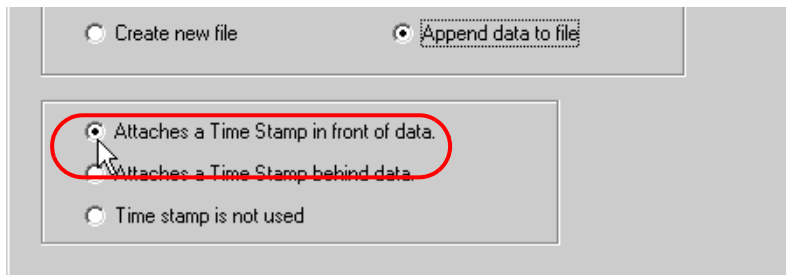 Create new file Append data to file
Attaches a Time Stamp in front of data.
Attaches a Time Stamp behind data.
Time stamp is not used